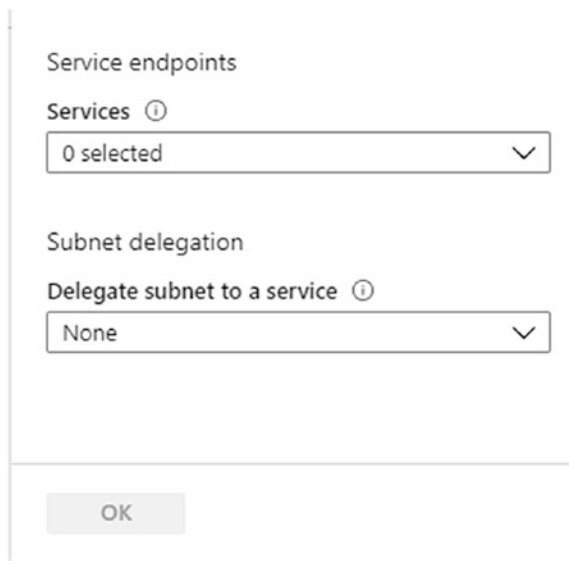 Service endpoints
Services
0 selected
Subnet delegation
Delegate subnet to a service
None
OK